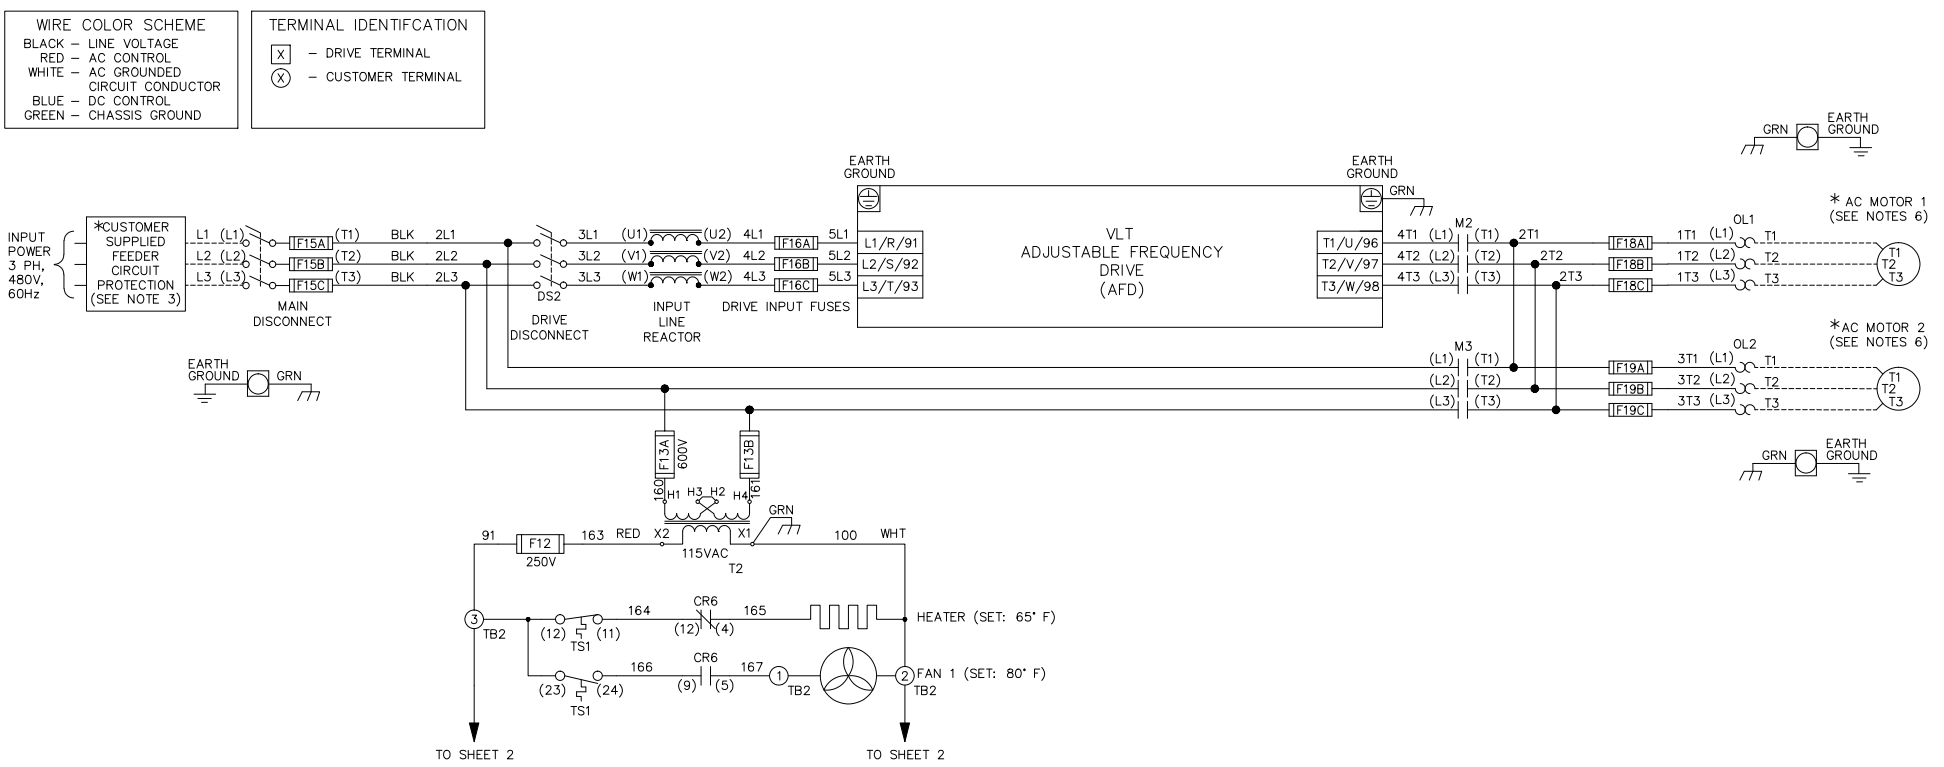 WIRE COLOR SCHEME
BLACK – LINE VOLTAGE
RED – AC CONTROL
WHITE – AC GROUNDED
CIRCUIT CONDUCTOR
BLUE – DC CONTROL
GREEN – CHASSIS GROUND
TERMINAL IDENTIFCATION
X – DRIVE TERMINAL
X – CUSTOMER TERMINAL
GRN
EARTH
GROUND
INPUT
POWER
3 PH,
480V,
60Hz
*CUSTOMER
SUPPLIED
FEEDER
CIRCUIT
PROTECTION
(SEE NOTE 3)
L1 (L1) F15A (T1) BLK 2L1
L2 (L2) F15B (T2) BLK 2L2
L3 (L3) F15C (T3) BLK 2L3
MAIN
DISCONNECT
DS2
DRIVE
DISCONNECT
3L1 (U1) (U2) 4L1 F16A 5L1
3L2 (V1) (V2) 4L2 F16B 5L2
3L3 (W1) (W2) 4L3 F16C 5L3
INPUT
LINE
REACTOR
DRIVE INPUT FUSES
EARTH
GROUND
L1/R/91
L2/S/92
L3/T/93
VLT
ADJUSTABLE FREQUENCY
DRIVE
(AFD)
EARTH
GROUND
GRN
T1/U/96
T2/V/97
T3/W/98
M2
4T1 (L1) (T1) 2T1
4T2 (L2) (T2) 2T2
4T3 (L3) (T3) 2T3
F18A 1T1 (L1) T1
F18B 1T2 (L2) T2
F18C 1T3 (L3) T3
OL1
* AC MOTOR 1
(SEE NOTES 6)
T1
T2
T3
M3
(L1) (T1)
(L2) (T2)
(L3) (T3)
F19A 3T1 (L1) T1
F19B 3T2 (L2) T2
F19C 3T3 (L3) T3
OL2
*AC MOTOR 2
(SEE NOTES 6)
T1
T2
T3
EARTH
GROUND
GRN
GRN
EARTH
GROUND
F13A
600V
F13B
160
161
H1 H3 H2 H4
GRN
91 F12 163 RED X2 X1 100 WHT
250V
115VAC
T2
3
TB2
164 CR6 165
(12) (11) (12) (4)
TS1
HEATER (SET: 65° F)
166 CR6 167 1
(23) (24) (9) (5) TB2
TS1
2 FAN 1 (SET: 80° F)
TB2
TO SHEET 2
TO SHEET 2